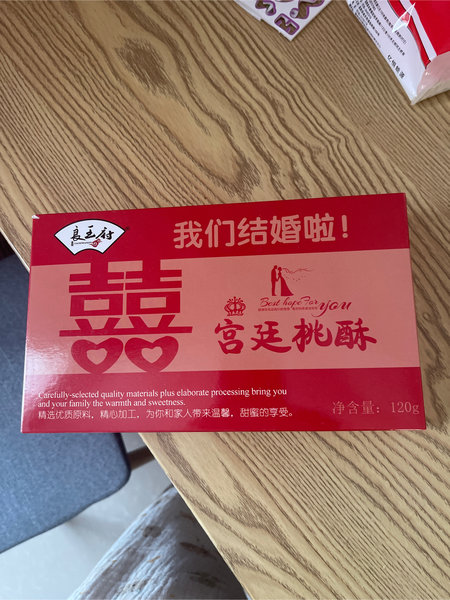 良王府
我们结婚啦！
囍
Best hope For you
宫廷桃酥
Carefully-selected quality materials plus elaborate processing bring you
and your family the warmth and sweetness.
精选优质原料，精心加工，为你和家人带来温馨，甜蜜的享受。
净含量：120g